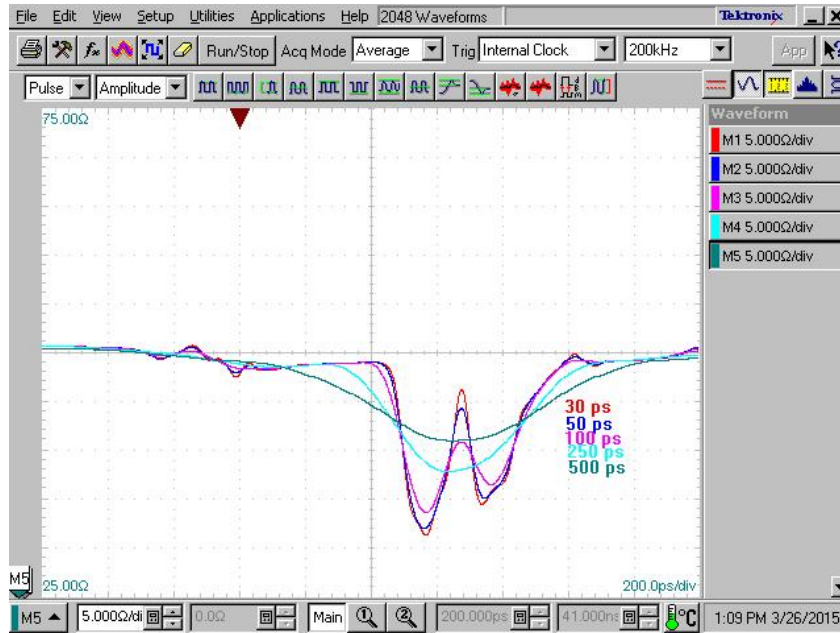 File Edit View Setup Utilities Applications Help 2048 Waveforms Tektronix
Run/Stop Acq Mode Average Trig Internal Clock 200kHz App
Pulse Amplitude
75.00Ω
Waveform
M1 5.000Ω/div
M2 5.000Ω/div
M3 5.000Ω/div
M4 5.000Ω/div
M5 5.000Ω/div
30 ps
50 ps
100 ps
250 ps
500 ps
M5
25.00Ω 200.0ps/div
M5 5.000Ω/di 0.0Ω Main 200.000ps 41.000ns °C 1:09 PM 3/26/2015